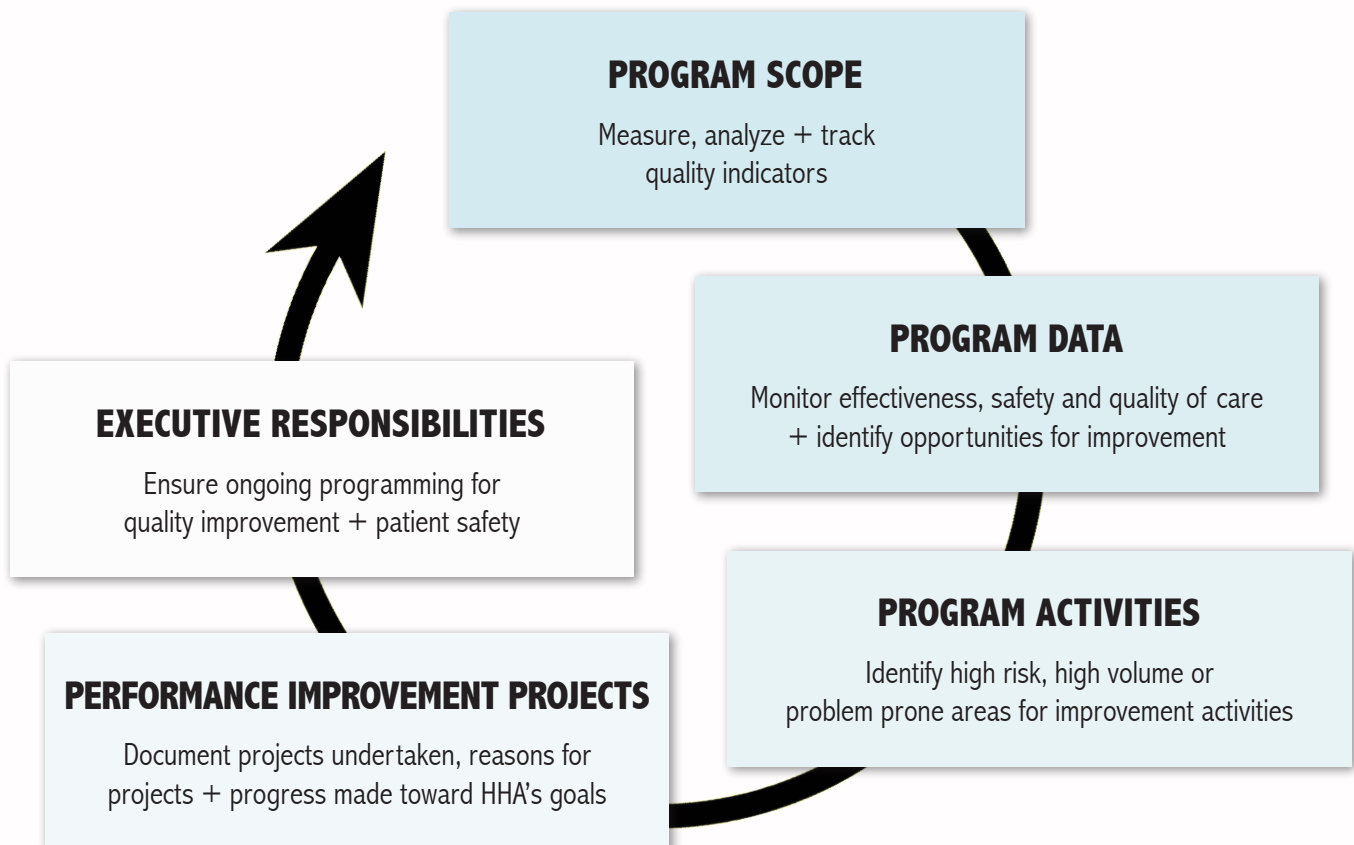 PROGRAM SCOPE
Measure, analyze + track
quality indicators
PROGRAM DATA
Monitor effectiveness, safety and quality of care
+ identify opportunities for improvement
PROGRAM ACTIVITIES
Identify high risk, high volume or
problem prone areas for improvement activities
PERFORMANCE IMPROVEMENT PROJECTS
Document projects undertaken, reasons for
projects + progress made toward HHA's goals
EXECUTIVE RESPONSIBILITIES
Ensure ongoing programming for
quality improvement + patient safety